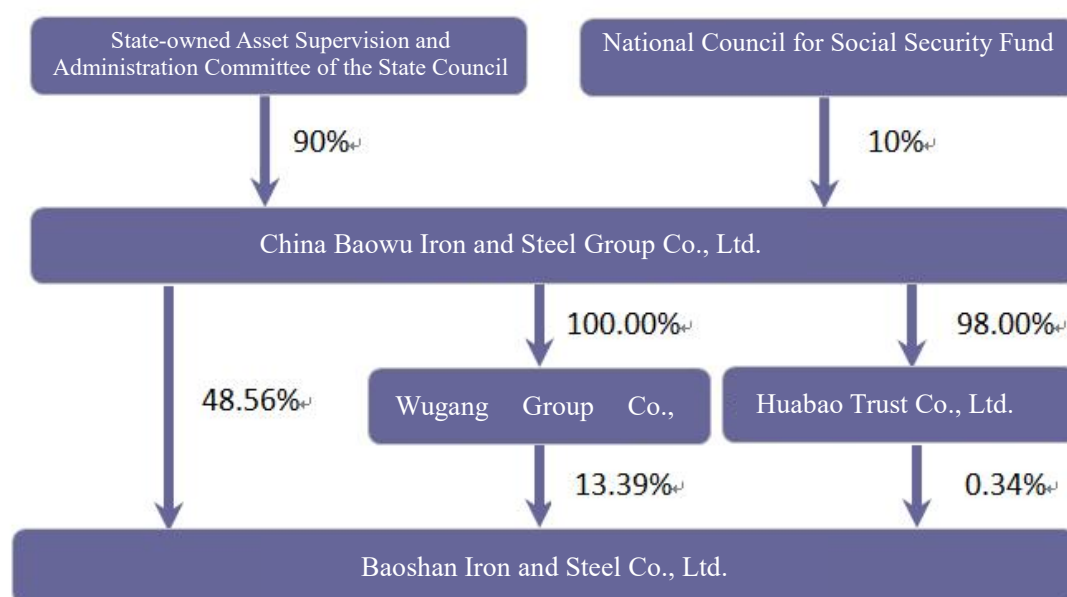 State-owned Asset Supervision and
Administration Committee of the State Council
National Council for Social Security Fund
90%↵
10%↵
China Baowu Iron and Steel Group Co., Ltd.
100.00%↵
98.00%↵
48.56%↵
Wugang Group Co.,
Huabao Trust Co., Ltd.
13.39%↵
0.34%↵
Baoshan Iron and Steel Co., Ltd.